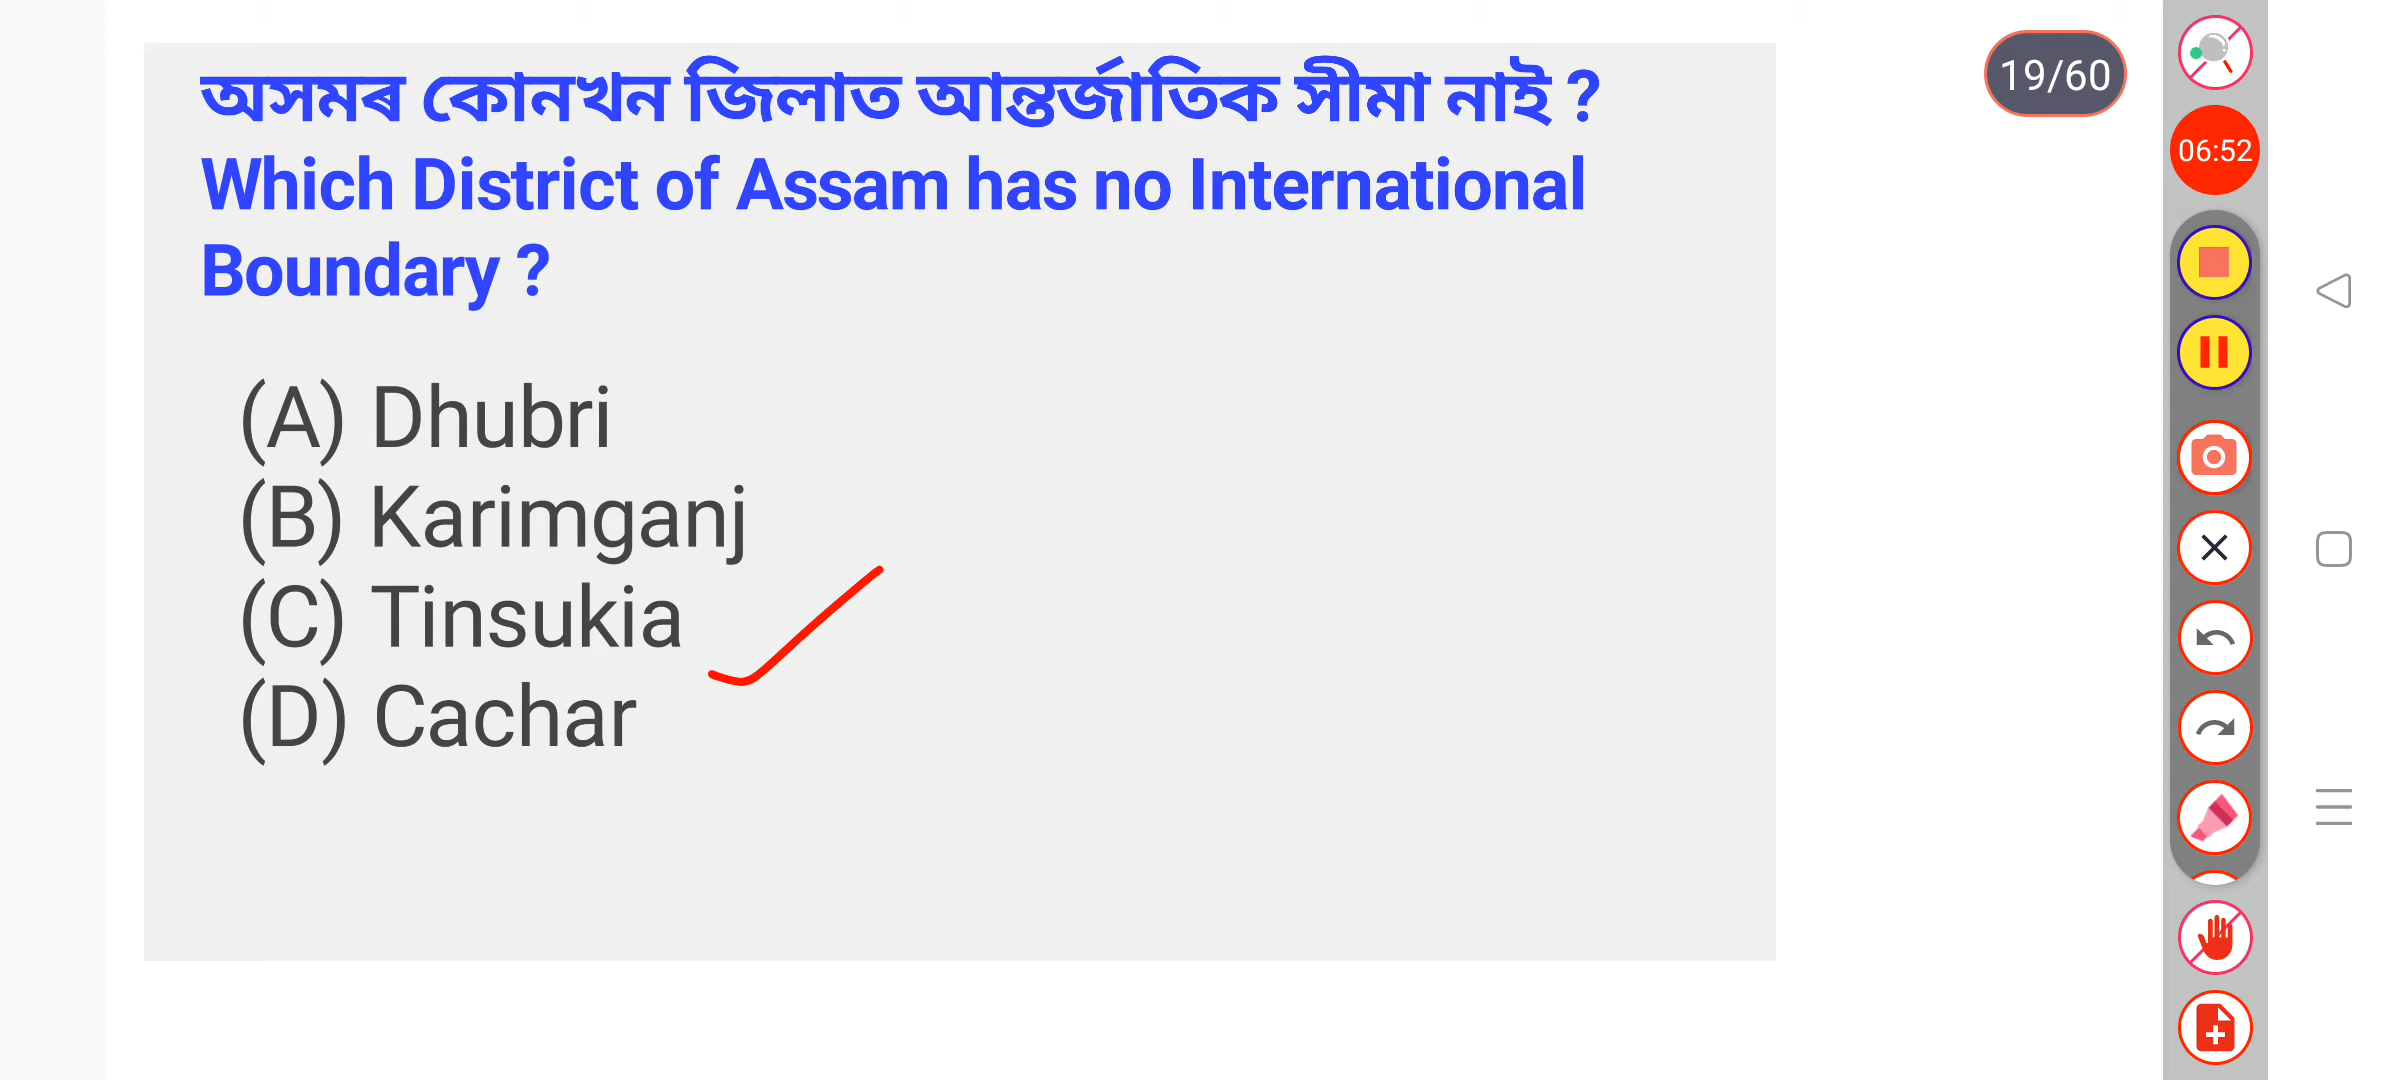 অসমৰ কোনখন জিলাত আন্তৰ্জাতিক সীমা নাই ?
Which District of Assam has no International
Boundary ?
(A) Dhubri
(B) Karimganj
(C) Tinsukia
(D) Cachar
19/60
06:52